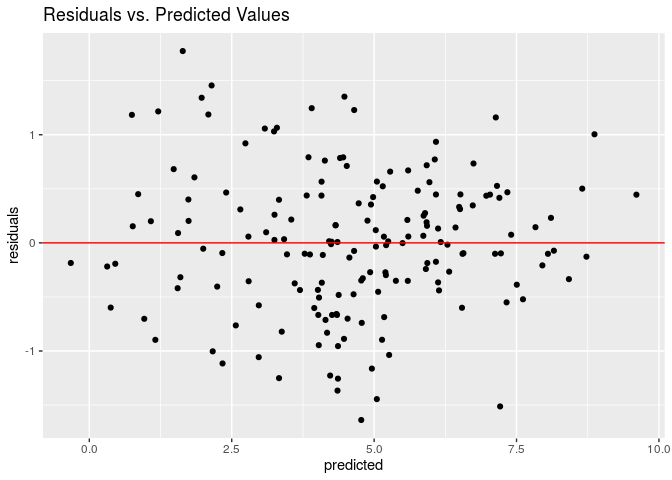 Residuals vs. Predicted Values
residuals
1
0
-1
0.0 2.5 5.0 7.5 10.0
predicted